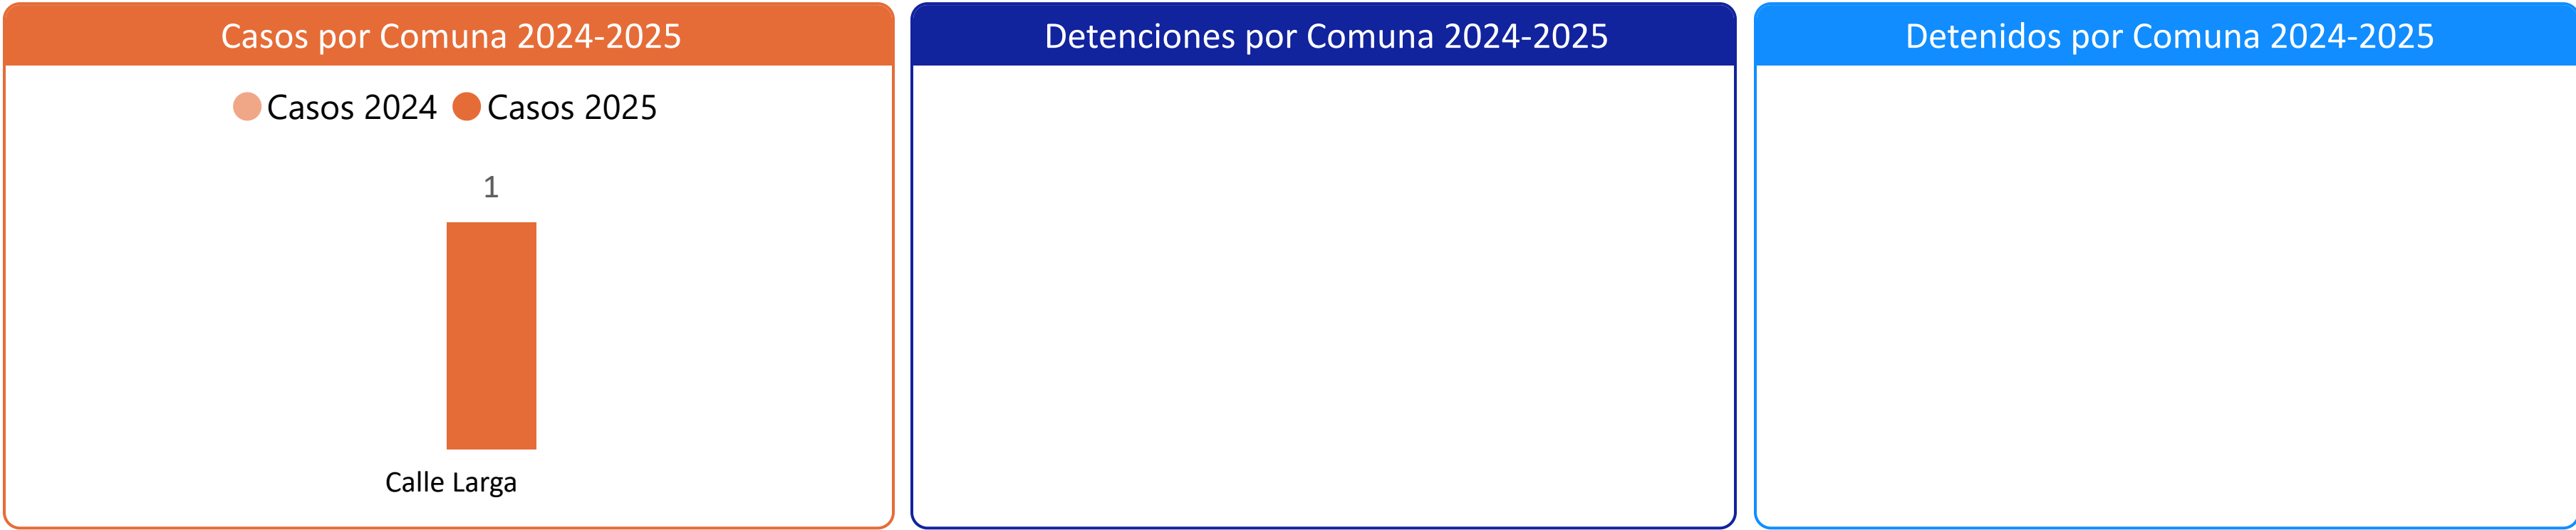 Casos por Comuna 2024-2025
Casos 2024 Casos 2025
1
Calle Larga
Detenciones por Comuna 2024-2025
Detenidos por Comuna 2024-2025